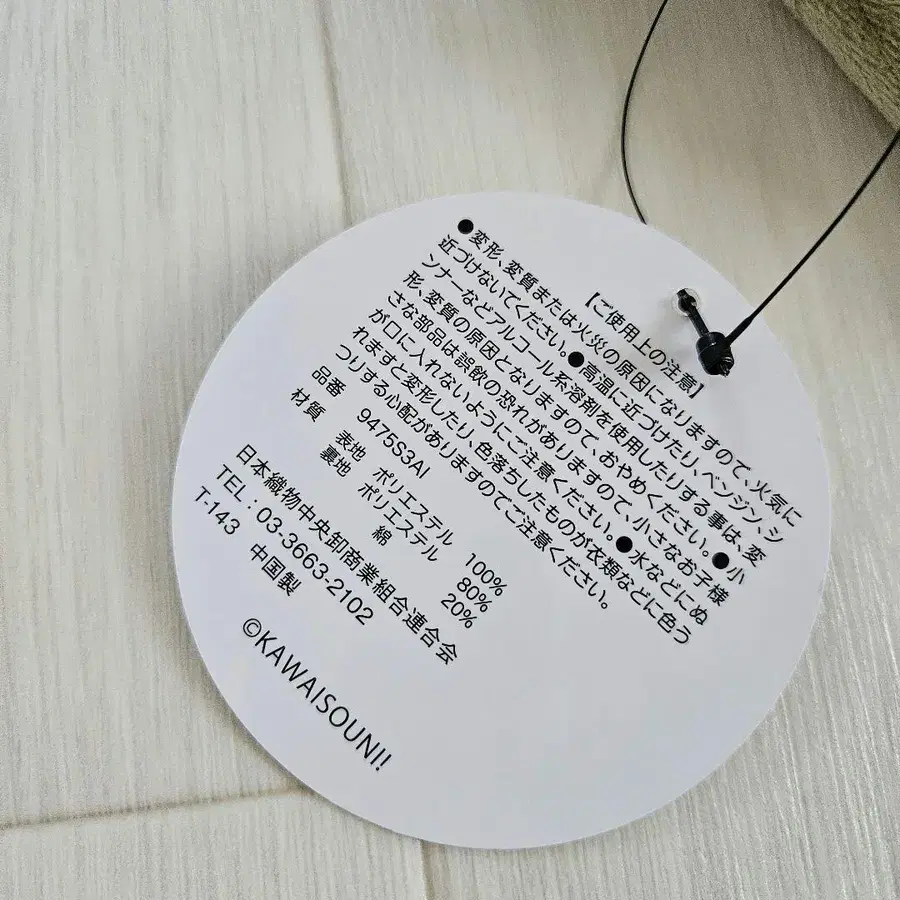 【ご使用上の注意】
●変形、変質または火災の原因になりますので、火気に
近づけないでください。●高温に近づけたり、ベンジン、シ
ンナーなどアルコール系溶剤を使用したりする事は、変
形、変質の原因となりますので、おやめください。●小
さな部品は誤飲の恐れがありますので、小さなお子様
が口に入れないようにご注意ください。●水などにぬ
れますと変形したり、色落ちしたものが衣類などに色う
つりする心配がありますのでご注意ください。
品番 9475S3AI
材質 表地 ポリエステル 100%
裏地 ポリエステル 80%
綿 20%
日本織物中央卸商業組合連合会
TEL：03-3663-2102
T-143 中国製
©KAWAISOUNI!